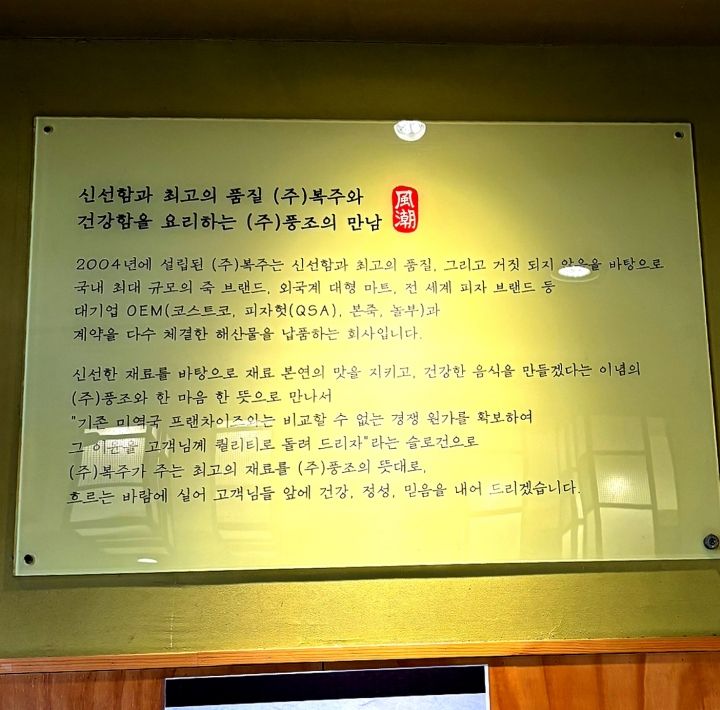 신선함과 최고의 품질 (주)복주와
건강함을 요리하는 (주)풍조의 만남
風潮
2004년에 설립된 (주)복주는 신선함과 최고의 품질, 그리고 거짓 되지 않음을 바탕으로
국내 최대 규모의 죽 브랜드, 외국계 대형 마트, 전 세계 피자 브랜드 등
대기업 OEM(코스트코, 피자헛(QSA), 본죽, 놀부)과
계약을 다수 체결한 해산물을 납품하는 회사입니다.
신선한 재료를 바탕으로 재료 본연의 맛을 지키고, 건강한 음식을 만들겠다는 이념의
(주)풍조와 한 마음 한 뜻으로 만나서
"기존 미역국 프랜차이즈와는 비교할 수 없는 경쟁 원가를 확보하여
그 이윤을 고객님께 퀄리티로 돌려 드리자"라는 슬로건으로
(주)복주가 주는 최고의 재료를 (주)풍조의 뜻대로,
흐르는 바람에 실어 고객님들 앞에 건강, 정성, 믿음을 내어 드리겠습니다.